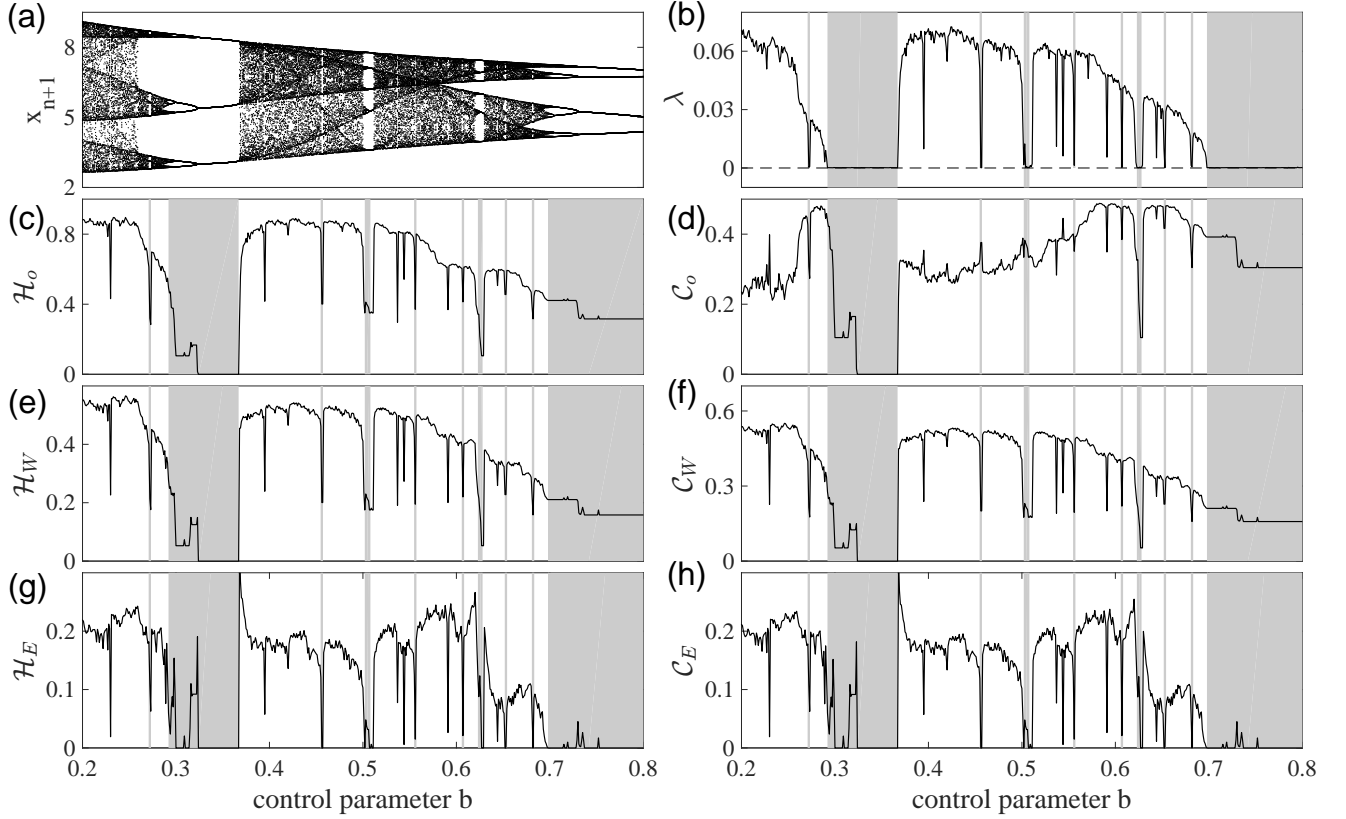 (a)
8
5
2
x_{n+1}
(b)
0.06
0.03
0
λ
(c)
0.8
0.4
0
H_o
(d)
0.4
0.2
0
C_o
(e)
0.4
0.2
0
H_W
(f)
0.6
0.3
0
C_W
(g)
0.2
0.1
0
H_E
0.2 0.3 0.4 0.5 0.6 0.7 0.8
control parameter b
(h)
0.2
0.1
0
C_E
0.2 0.3 0.4 0.5 0.6 0.7 0.8
control parameter b